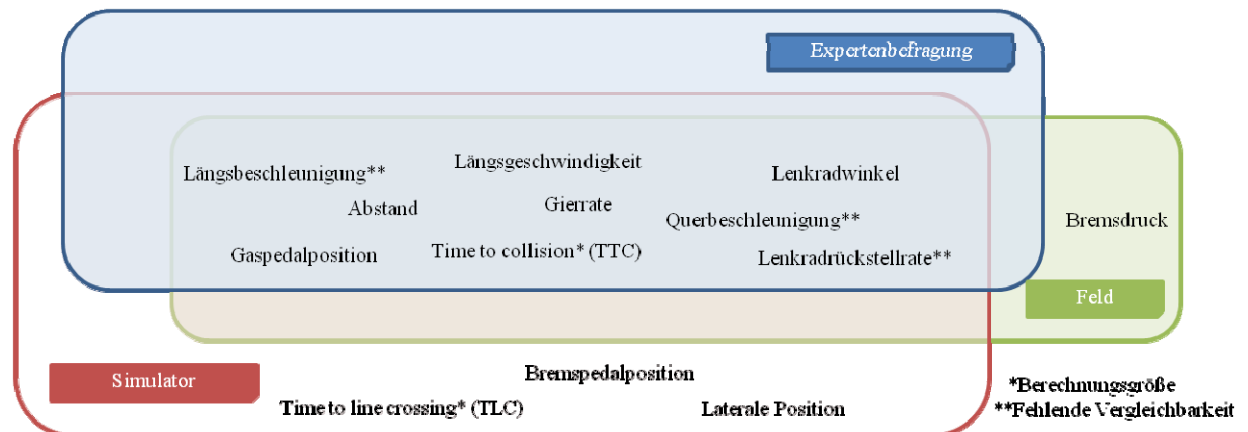 Expertenbefragung
Längsgeschwindigkeit
Längsbeschleunigung**
Lenkradwinkel
Abstand
Gierrate
Querbeschleunigung**
Bremsdruck
Gaspedalposition
Time to collision* (TTC)
Lenkradrückstellrate**
Feld
Simulator
Bremspedalposition
*Berechnungsgröße
Time to line crossing* (TLC)
Laterale Position
**Fehlende Vergleichbarkeit